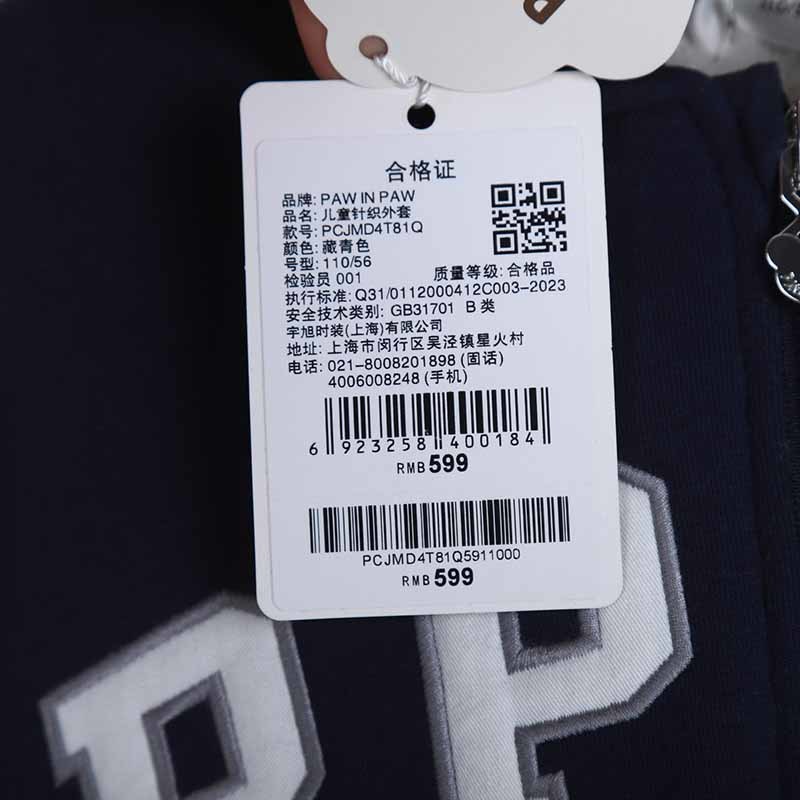 合格证
品牌: PAW IN PAW
品名: 儿童针织外套
款号: PCJMD4T81Q
颜色: 藏青色
号型: 110/56
检验员 001 质量等级: 合格品
执行标准: Q31/0112000412C003-2023
安全技术类别: GB31701 B 类
宇旭时装(上海)有限公司
地址: 上海市闵行区吴泾镇星火村
电话: 021-8008201898 (固话)
4006008248 (手机)
6 923258 400184
RMB 599
PCJMD4T81Q5911000
RMB 599
P P